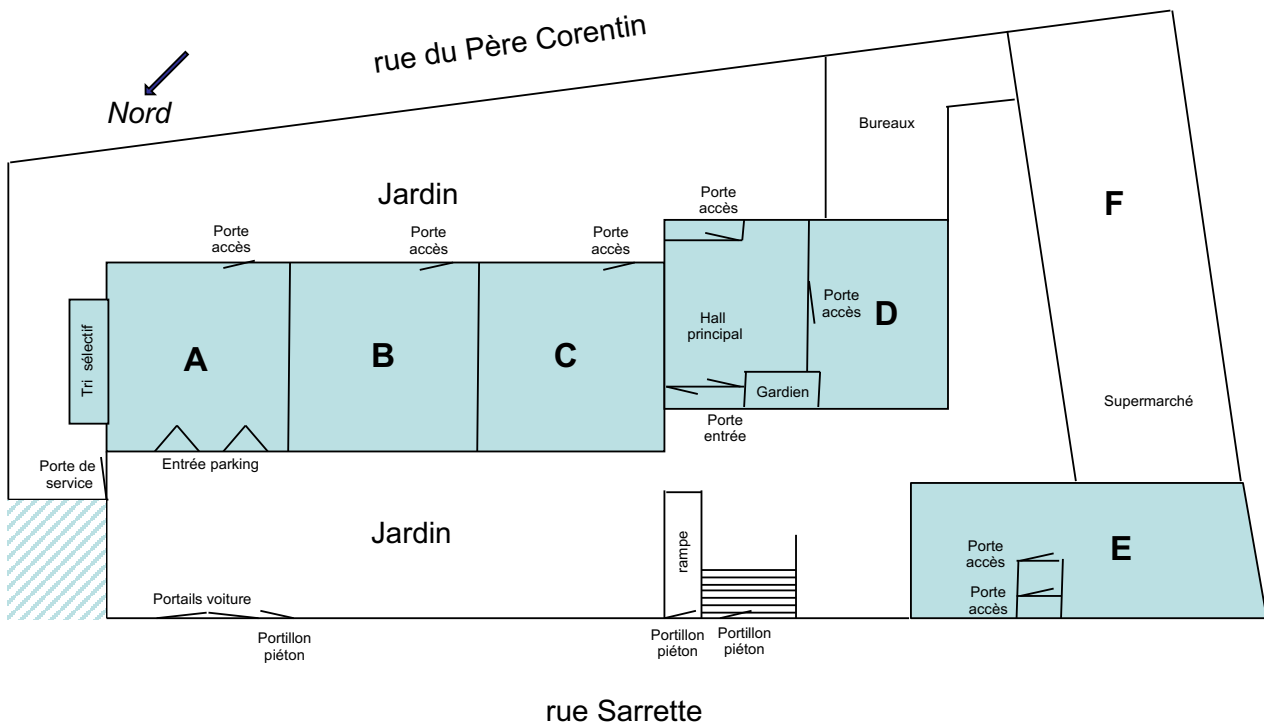 rue du Père Corentin
Nord
Bureaux
Jardin
Porte
accès
F
Porte
accès
Porte
accès
Porte
accès
Tri sélectif
A
B
C
Hall
principal
Porte
accès
D
Gardien
Supermarché
Porte
entrée
Entrée parking
Porte de
service
Jardin
rampe
Porte
accès
E
Porte
accès
Portails voiture
Portillon
piéton
Portillon
piéton
Portillon
piéton
rue Sarrette